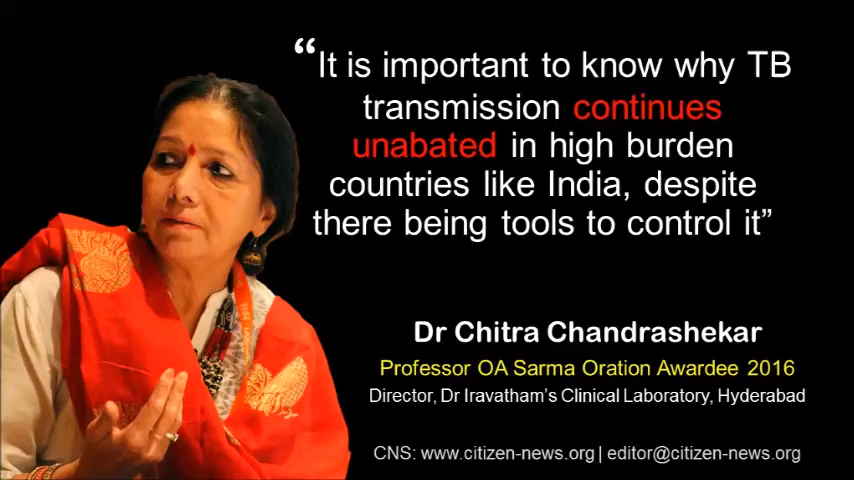 “It is important to know why TB
transmission continues
unabated in high burden
countries like India, despite
there being tools to control it”
Dr Chitra Chandrashekar
Professor OA Sarma Oration Awardee 2016
Director, Dr Iravatham’s Clinical Laboratory, Hyderabad
CNS: www.citizen-news.org | editor@citizen-news.org